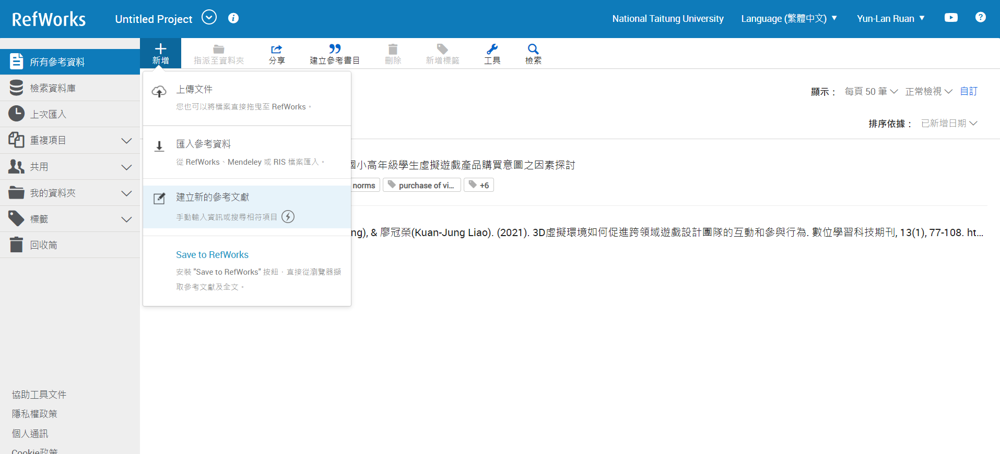 RefWorks
Untitled Project
National Taitung University
Language (繁體中文)
Yun-Lan Ruan
所有參考資料
檢索資料庫
上次匯入
重複項目
共用
我的資料夾
標籤
回收筒
協助工具文件
隱私權政策
個人通訊
Cookie政策
新增
指派至資料夾
分享
建立參考書目
刪除
新增標籤
工具
檢索
上傳文件
您也可以將檔案直接拖曳至 RefWorks。
匯入參考資料
從 RefWorks、Mendeley 或 RIS 檔案匯入。
建立新的參考文獻
手動輸入資訊或搜尋相符項目
Save to RefWorks
安裝 "Save to RefWorks" 按鈕，直接從瀏覽器擷
取參考文獻及全文。
顯示： 每頁 50 筆 正常檢視 自訂
排序依據： 已新增日期
國小高年級學生虛擬遊戲產品購買意圖之因素探討
norms
purchase of vi...
+6
ng), & 廖冠榮(Kuan-Jung Liao). (2021). 3D虛擬環境如何促進跨領域遊戲設計團隊的互動和參與行為. 數位學習科技期刊, 13(1), 77-108. ht...